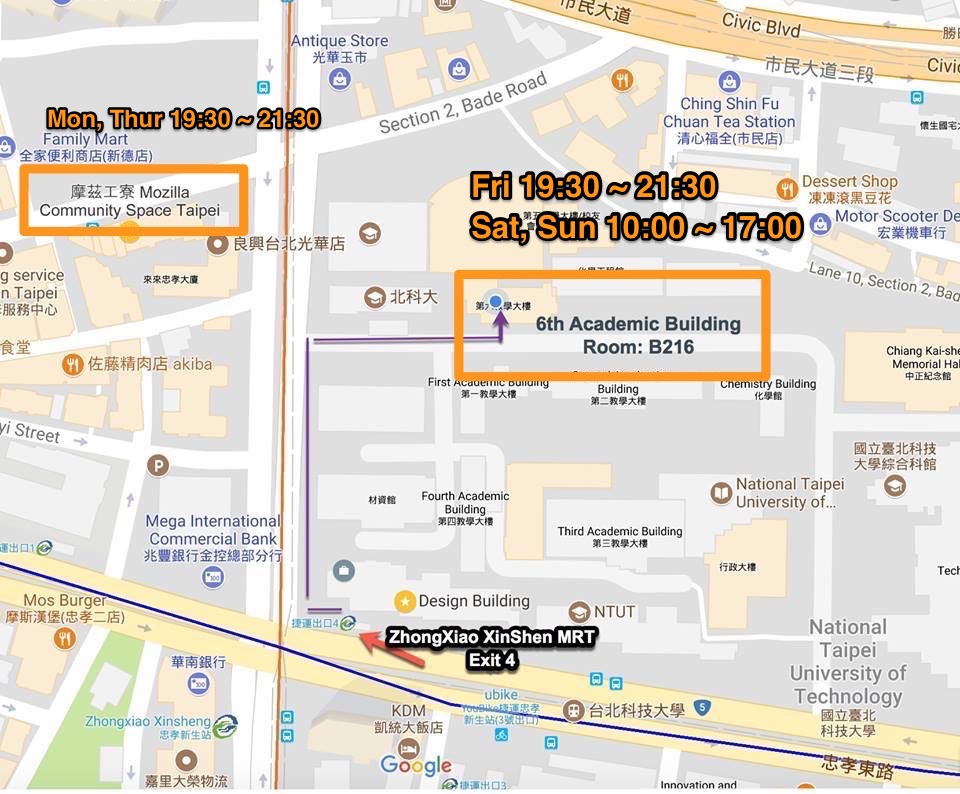 市民大道
Civic Blvd
Antique Store
光華玉市
市民大道三段
Civi
Section 2, Bade Road
Ching Shin Fu
Chuan Tea Station
清心福全(市民店)
Mon, Thur 19:30 ~ 21:30
Family Mart
全家便利商店(新德店)
摩茲工寮 Mozilla
Community Space Taipei
Fri 19:30 ~ 21:30
Sat, Sun 10:00 ~ 17:00
Dessert Shop
凍凍滾黑豆花
Motor Scooter De
宏業機車行
良興台北光華店
g service
n Taipei
服務中心
來來忠孝大廈
北科大
Lane 10, Section 2, Bad
6th Academic Building
Room: B216
食堂
佐藤精肉店 akiba
First Academic Building
第一教學大樓
Building
第二教學大樓
Chemistry Building
化學館
Chiang Kai-she
Memorial Hal
中正紀念館
yi Street
P
國立臺北科技
大學綜合科館
National Taipei
University of...
材資館
Fourth Academic
Building
第四教學大樓
Third Academic Building
第三教學大樓
行政大樓
Mega International
Commercial Bank
兆豐銀行金控總部分行
出口1
Tech
Mos Burger
摩斯漢堡(忠孝二店)
Design Building
NTUT
捷運出口4
ZhongXiao XinShen MRT
Exit 4
National
Taipei
University of
Technology
國立臺北
科技大學
華南銀行
ubike
YouBike捷運忠孝
新生站(3號出口)
台北科技大學
5
Zhongxiao Xinsheng
忠孝新生站
KDM
凱統大飯店
Google
忠孝東路
嘉里大榮物流
捷運出口3
Innovation and